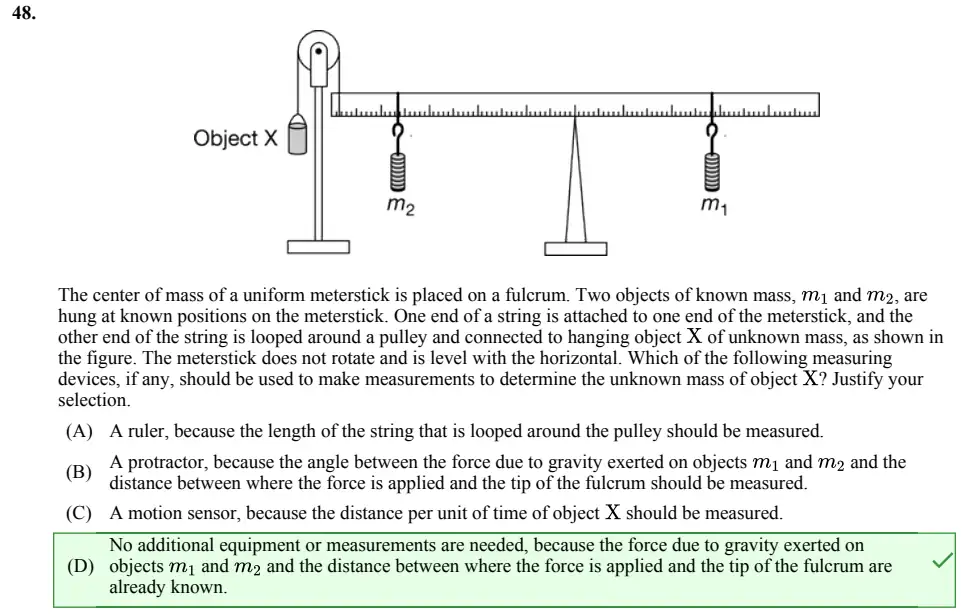 48.
Object X
m₂
m₁
The center of mass of a uniform meterstick is placed on a fulcrum. Two objects of known mass, m₁ and m₂, are
hung at known positions on the meterstick. One end of a string is attached to one end of the meterstick, and the
other end of the string is looped around a pulley and connected to hanging object X of unknown mass, as shown in
the figure. The meterstick does not rotate and is level with the horizontal. Which of the following measuring
devices, if any, should be used to make measurements to determine the unknown mass of object X? Justify your
selection.
(A) A ruler, because the length of the string that is looped around the pulley should be measured.
(B) A protractor, because the angle between the force due to gravity exerted on objects m₁ and m₂ and the
distance between where the force is applied and the tip of the fulcrum should be measured.
(C) A motion sensor, because the distance per unit of time of object X should be measured.
No additional equipment or measurements are needed, because the force due to gravity exerted on
(D) objects m₁ and m₂ and the distance between where the force is applied and the tip of the fulcrum are
already known.